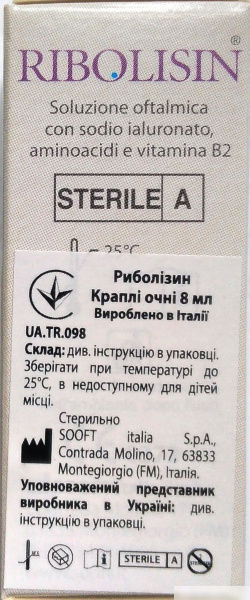 RIBOLISIN®
Soluzione oftalmica
con sodio ialuronato,
aminoacidi e vitamina B2
STERILE A
25°C
Риболізин
Краплі очні 8 мл
Вироблено в Італії
UA.TR.098
Склад: див. інструкцію в упаковці.
Зберігати при температурі до
25°С, в недоступному для дітей
місці.
Стерильно
SOOFT italia S.p.A.,
Contrada Molino, 17, 63833
Montegiorgio (FM), Італія.
Уповноважений представник
виробника в Україні: див.
інструкцію в упаковці.
STERILE A